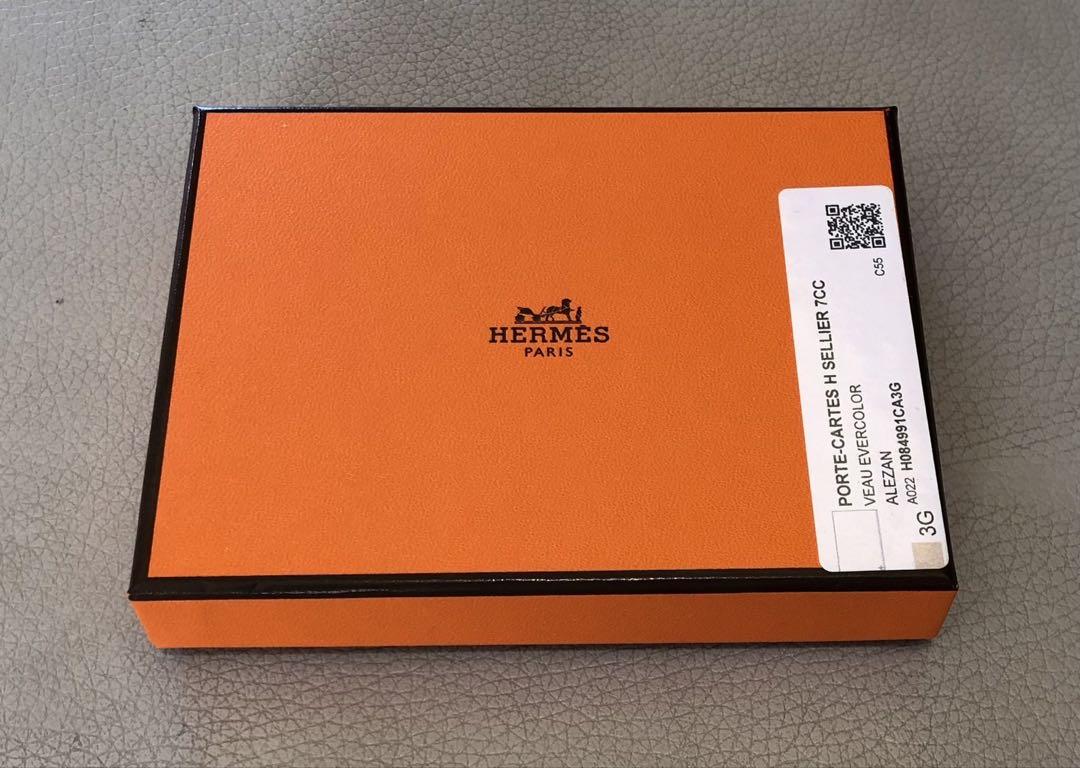 HERMÈS
PARIS
C55
PORTE-CARTES H SELLIER 7CC
VEAU EVERCOLOR
ALEZAN
A022 H084991CA3G
3G